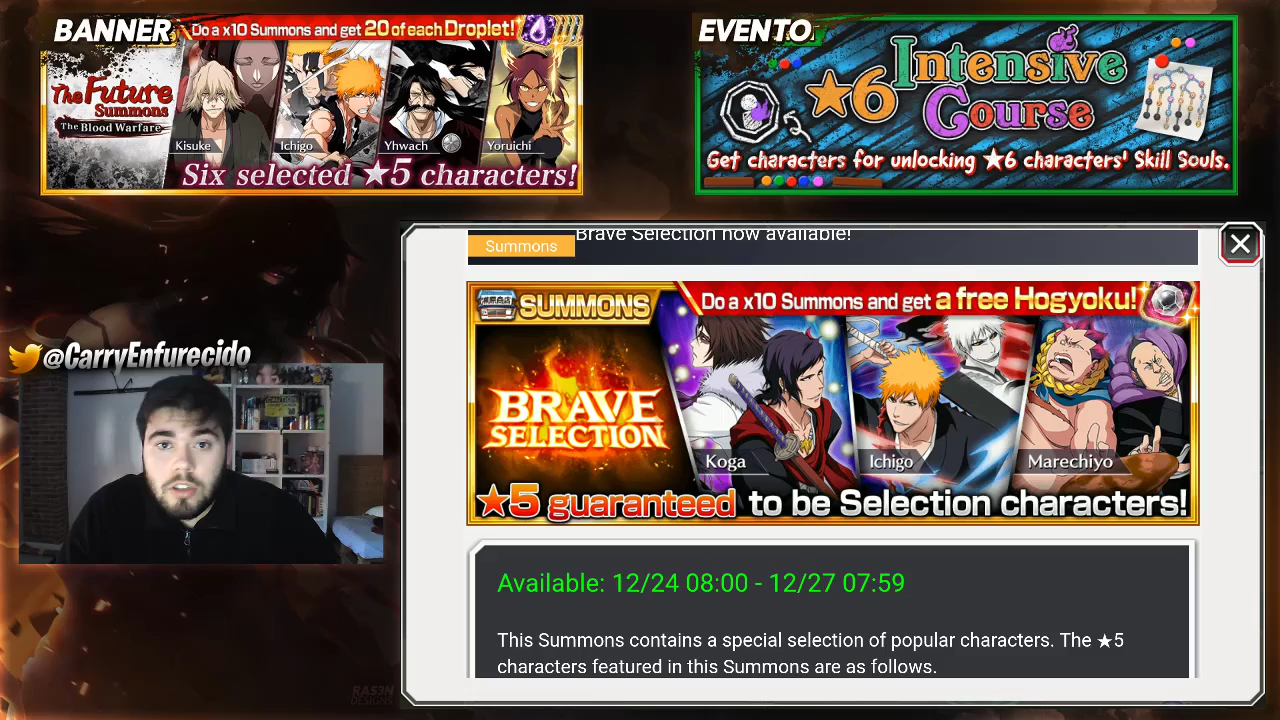 BANNER
Do a x10 Summons and get 20 of each Droplet!
The Future
Summons
The Blood Warfare
Kisuke
Ichigo
Yhwach
Yoruichi
Six selected ★5 characters!
EVENTO
★6 Intensive
Course
Get characters for unlocking ★6 characters' Skill Souls.
Brave Selection now available!
Summons
SUMMONS
Do a x10 Summons and get a free Hogyoku!
BRAVE
SELECTION
Koga
Ichigo
Marechiyo
★5 guaranteed to be Selection characters!
@CarryEnfurecido
CAUTION
Available: 12/24 08:00 - 12/27 07:59
This Summons contains a special selection of popular characters. The ★5
characters featured in this Summons are as follows.
RAS3N
DESIGNS